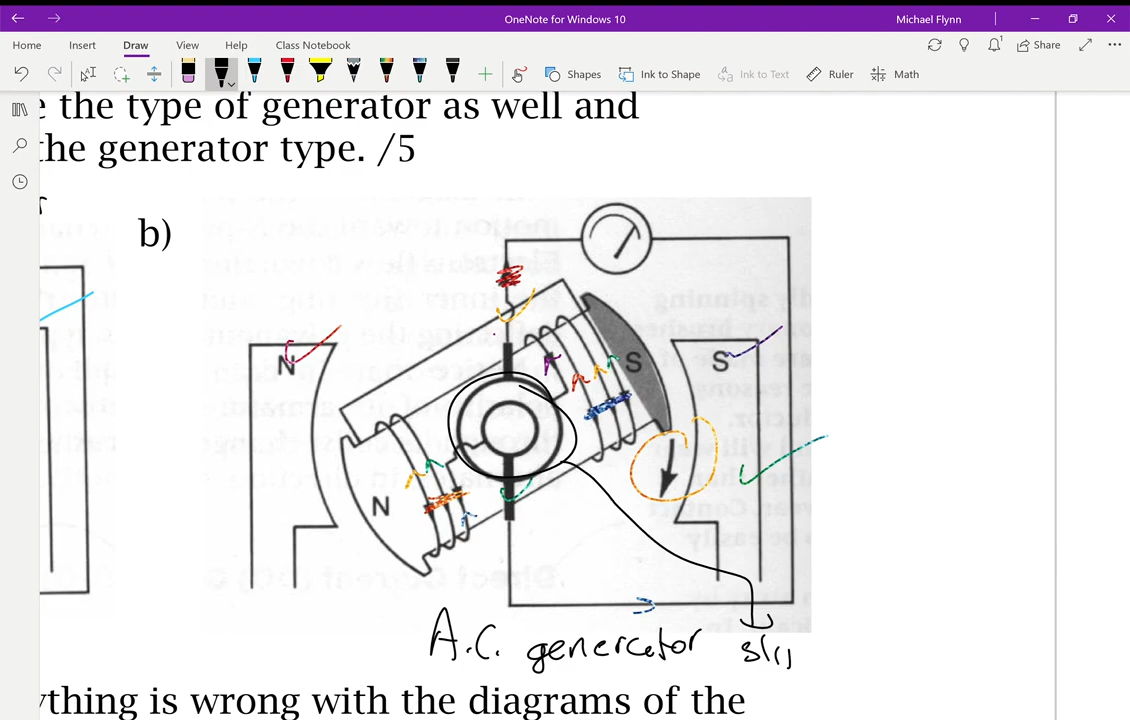 OneNote for Windows 10
Michael Flynn
Home Insert Draw View Help Class Notebook
Share
Shapes Ink to Shape Ink to Text Ruler Math
e the type of generator as well and
the generator type. /5
b)
N
S
S
N
A.C. generator
ything is wrong with the diagrams of the